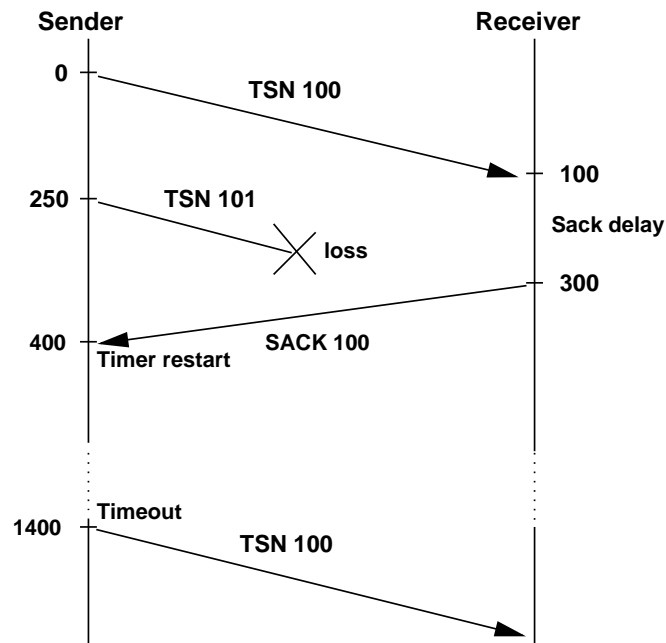 Sender
Receiver
0
TSN 100
100
250
TSN 101
Sack delay
loss
300
400
SACK 100
Timer restart
Timeout
1400
TSN 100